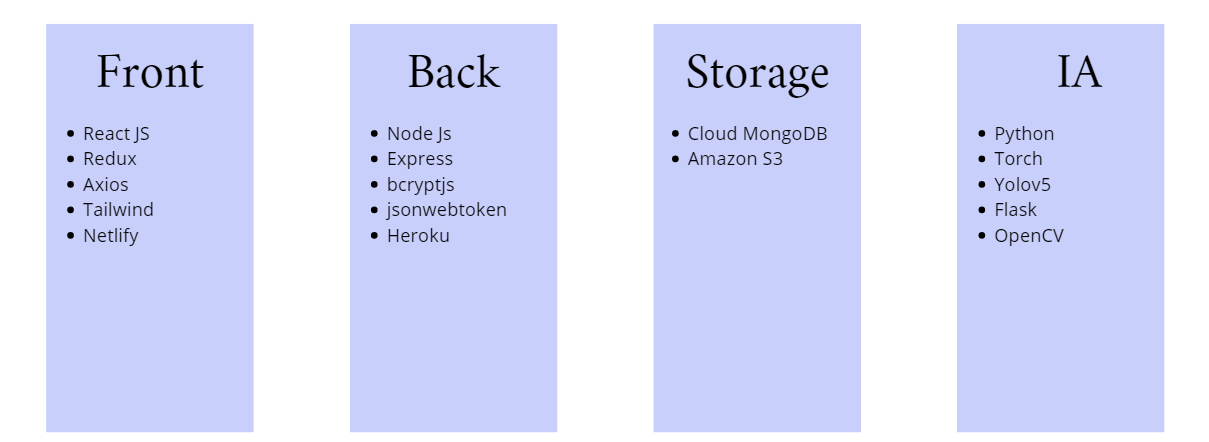 Front
• React JS
• Redux
• Axios
• Tailwind
• Netlify
Back
• Node Js
• Express
• bcryptjs
• jsonwebtoken
• Heroku
Storage
• Cloud MongoDB
• Amazon S3
IA
• Python
• Torch
• Yolov5
• Flask
• OpenCV